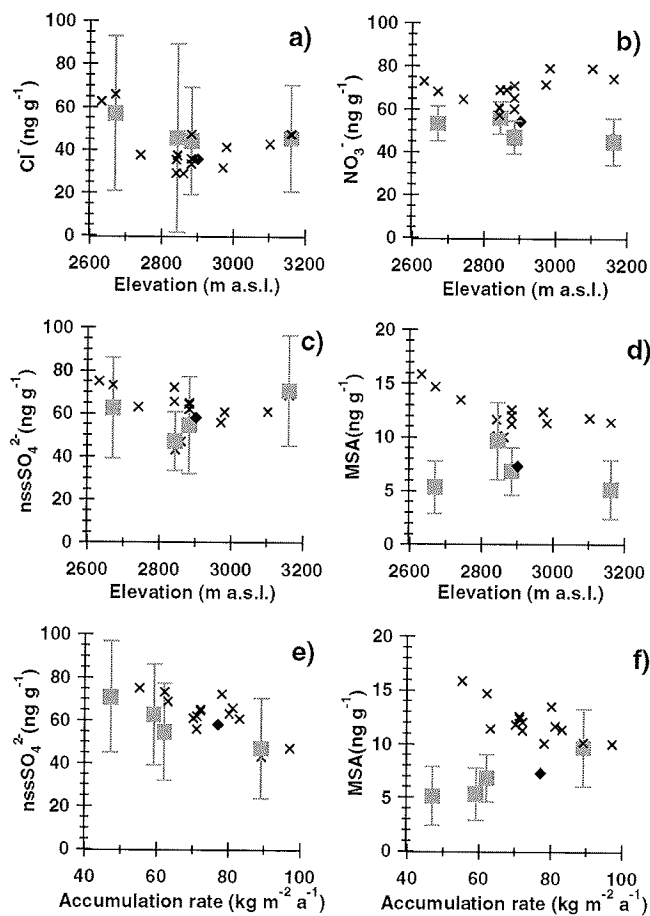 a)
Cl⁻ (ng g⁻¹)
100
80
60
40
20
0
2600 2800 3000 3200
Elevation (m a.s.l.)
b)
NO₃⁻ (ng g⁻¹)
100
80
60
40
20
0
2600 2800 3000 3200
Elevation (m a.s.l.)
c)
nssSO₄²⁻ (ng g⁻¹)
100
80
60
40
20
0
2600 2800 3000 3200
Elevation (m a.s.l.)
d)
MSA (ng g⁻¹)
20
15
10
5
0
2600 2800 3000 3200
Elevation (m a.s.l.)
e)
nssSO₄²⁻ (ng g⁻¹)
100
80
60
40
20
0
40 60 80 100
Accumulation rate (kg m⁻² a⁻¹)
f)
MSA(ng g⁻¹)
20
15
10
5
0
40 60 80 100
Accumulation rate (kg m⁻² a⁻¹)